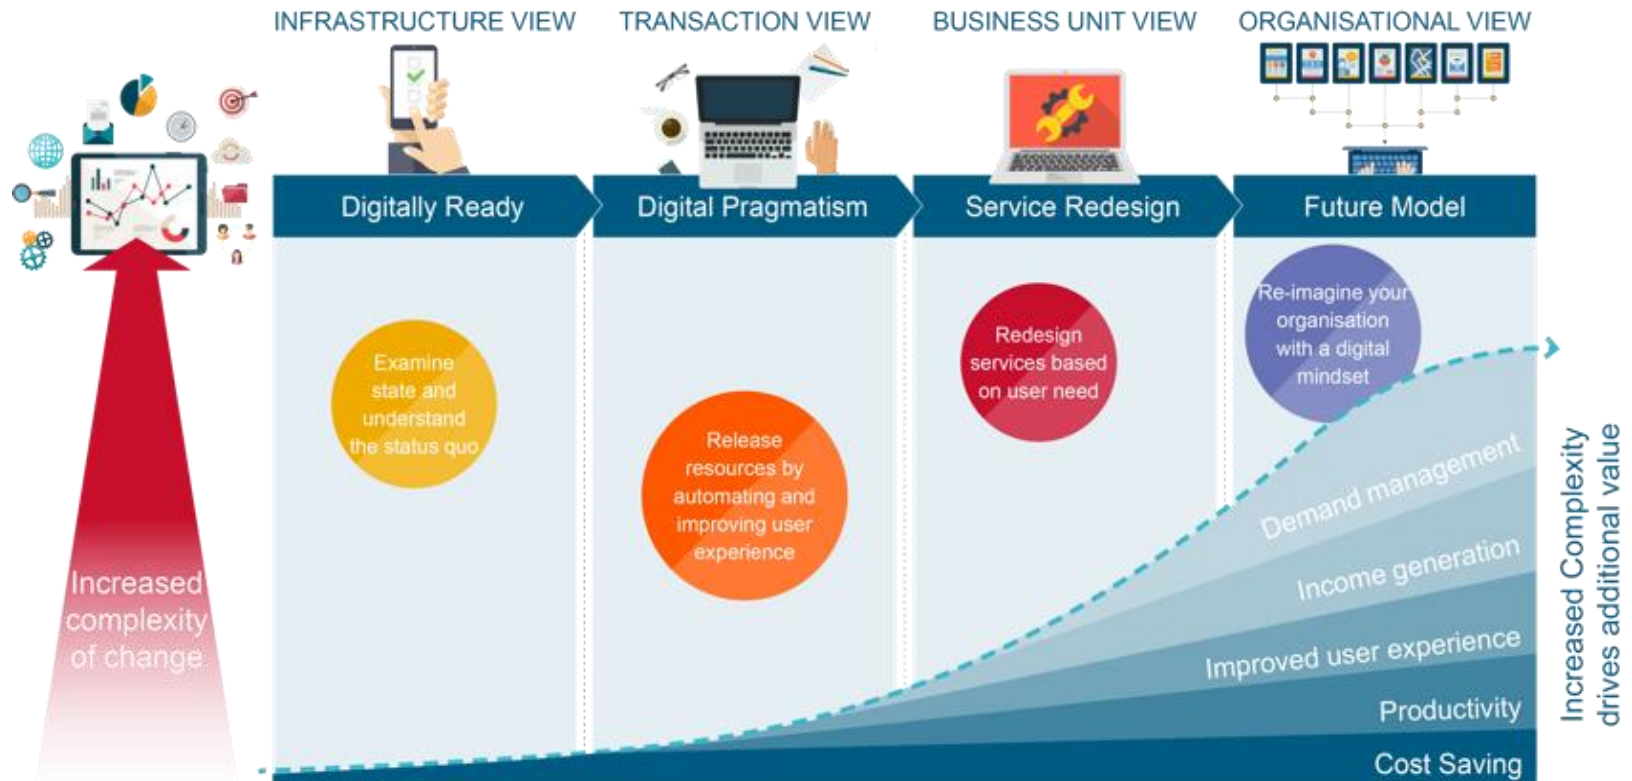 INFRASTRUCTURE VIEW
TRANSACTION VIEW
BUSINESS UNIT VIEW
ORGANISATIONAL VIEW
Digitally Ready
Digital Pragmatism
Service Redesign
Future Model
Examine
state and
understand
the status quo
Release
resources by
automating and
improving user
experience
Redesign
services based
on user need
Re-imagine your
organisation
with a digital
mindset
Increased
complexity
of change
Demand management
Income generation
Improved user experience
Productivity
Cost Saving
Increased Complexity
drives additional value